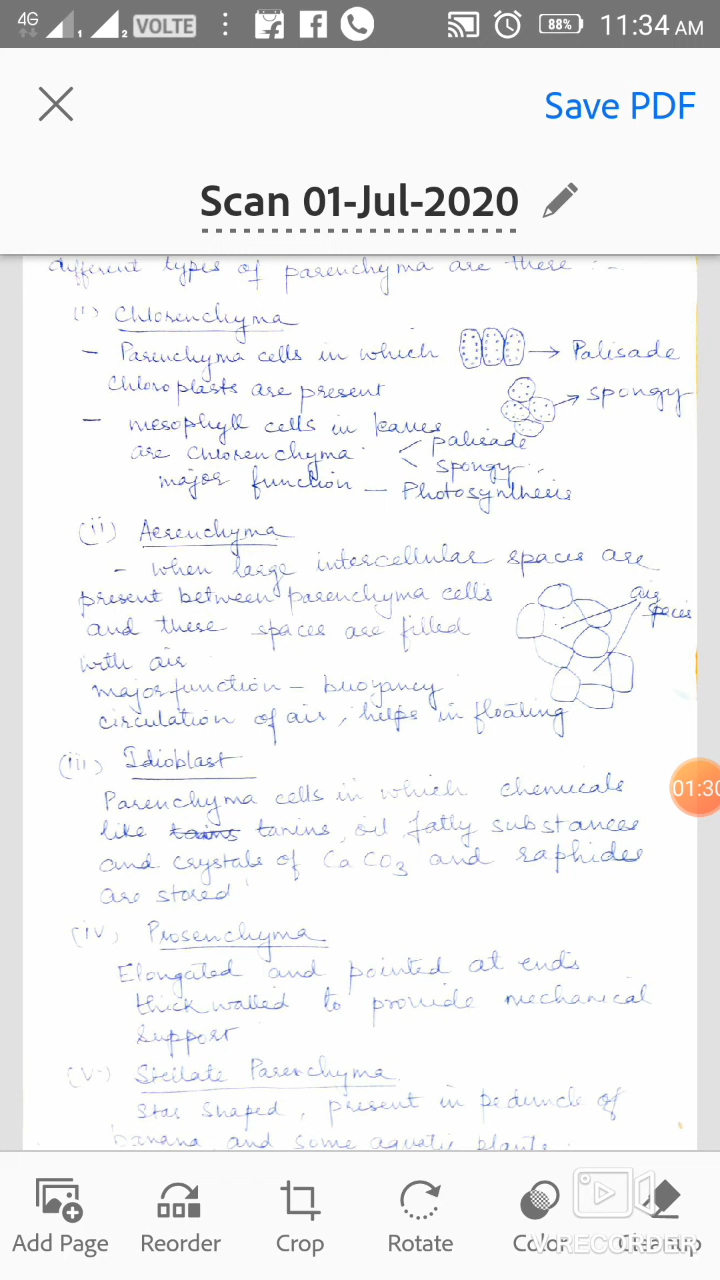 4G 1 2 VOLTE 88% 11:34 AM
Save PDF
Scan 01-Jul-2020
different types of parenchyma are there :-
(i) Chlorenchyma
- Parenchyma cells in which → Palisade
chloroplasts are present → spongy
- mesophyll cells in leaves
are chlorenchyma < palisade
spongy
major function - Photosynthesis
(ii) Aerenchyma
- when large intercellular spaces are
present between parenchyma cells air
and these spaces are filled spaces
with air
major function - buoyancy
circulation of air, helps in floating
(iii) Idioblast
01:30
Parenchyma cells in which chemicals
like tanins, oil fatty substances
and crystals of CaCO3 and raphides
are stored
(iv) Prosenchyma
Elongated and pointed at ends
thick walled to provide mechanical
support
(v) Stellate Parenchyma
Star shaped, present in peduncle of
banana and some aquatic plants.
Add Page Reorder Crop Rotate Color Cleanup
V RECORDER